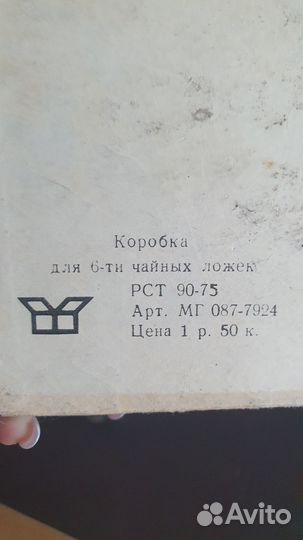 Коробка
для 6-ти чайных ложек
РСТ 90-75
Арт. МГ 087-7924
Цена 1 р. 50 к.
Avito